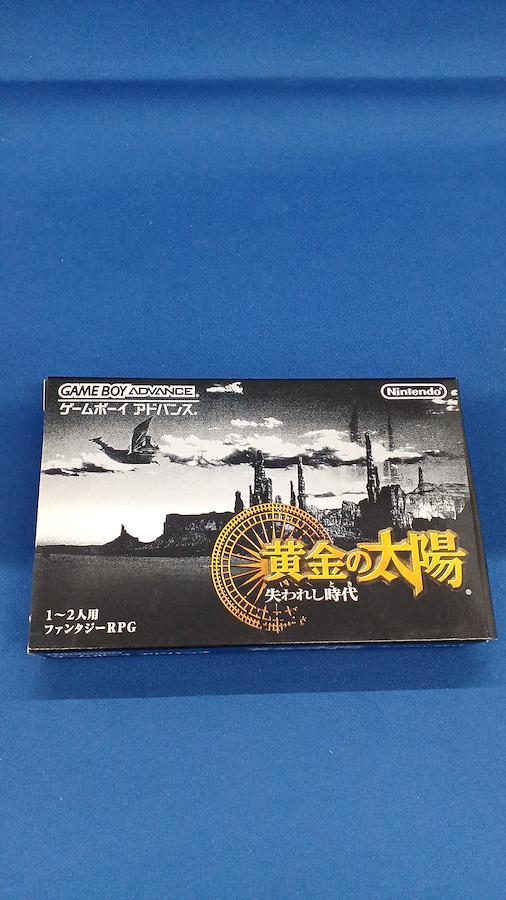 GAME BOY ADVANCE
ゲームボーイ アドバンス
Nintendo
黄金の太陽
失われし時代
1〜2人用
ファンタジーRPG